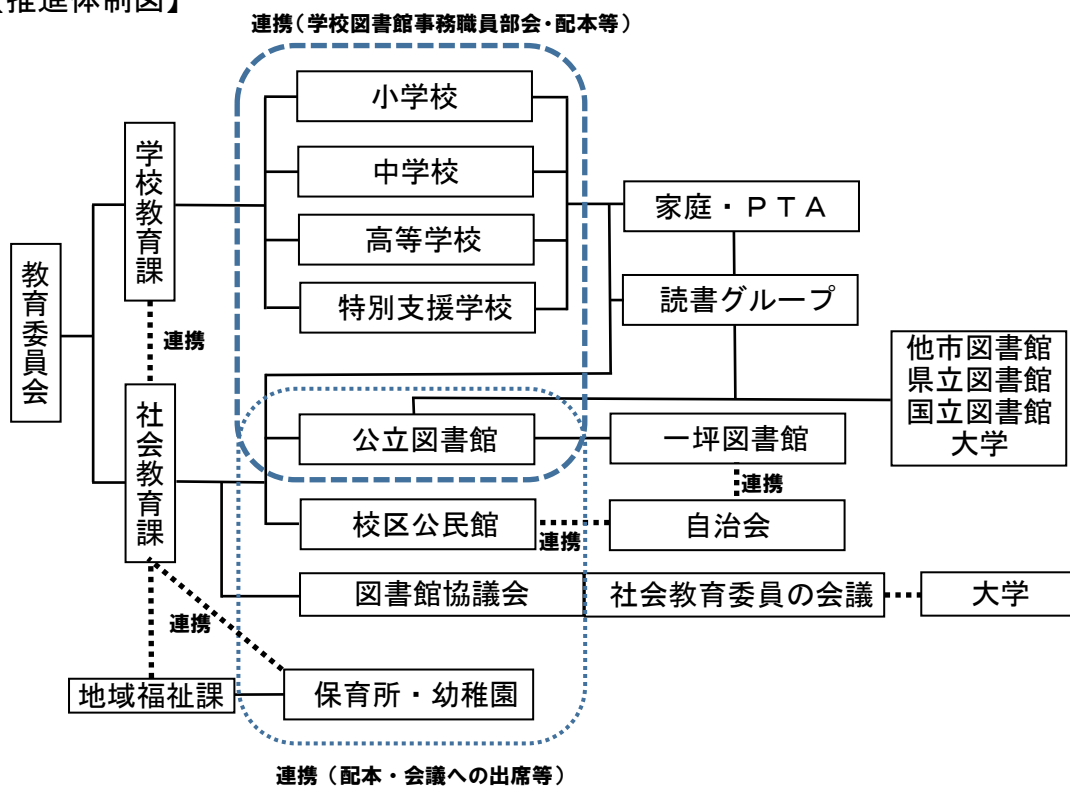 【推進体制図】
連携(学校図書館事務職員部会・配本等)
小学校
中学校
高等学校
特別支援学校
学校教育課
教育委員会
連携
社会教育課
家庭・PTA
読書グループ
他市図書館
県立図書館
国立図書館
大学
公立図書館
一坪図書館
連携
校区公民館
連携
自治会
図書館協議会
社会教育委員の会議
大学
連携
地域福祉課
保育所・幼稚園
連携(配本・会議への出席等)